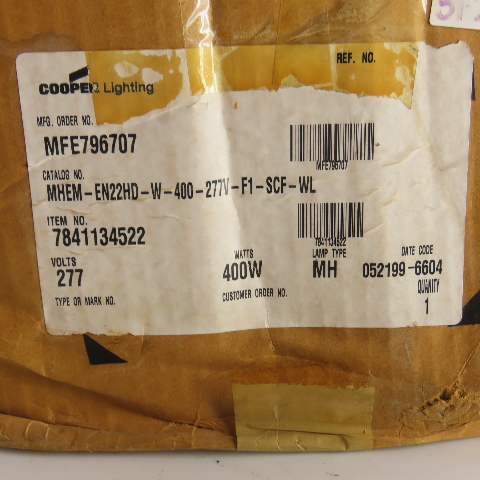 REF. NO.
COOPER Lighting
MFG. ORDER NO.
MFE796707
MFE796707
CATALOG NO.
MHEM-EN22HD-W-400-277V-F1-SCF-WL
ITEM NO.
7841134522
7841134522
VOLTS WATTS LAMP TYPE DATE CODE
277 400W MH 052199-6604
TYPE OR MARK NO. CUSTOMER ORDER NO. QUANTITY
1